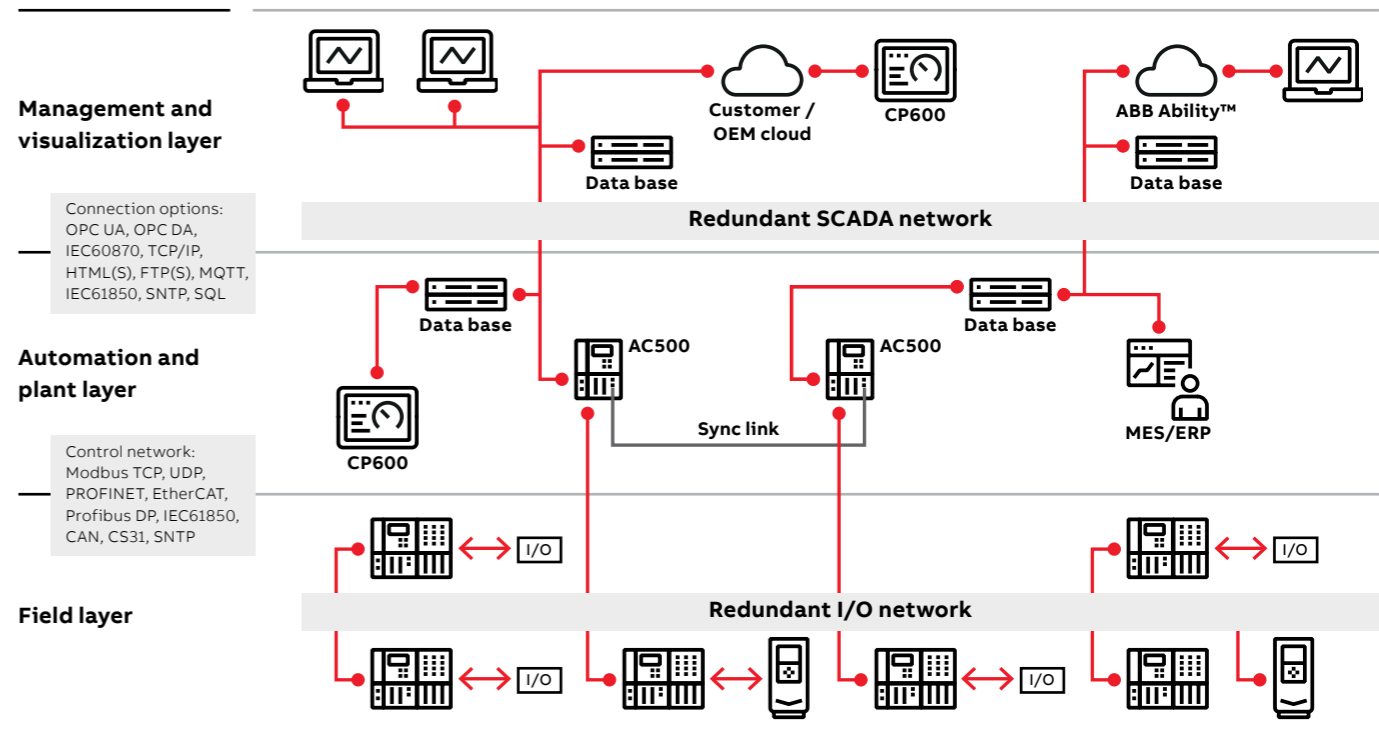 Management and
visualization layer
Customer /
OEM cloud
CP600
ABB Ability™
Data base
Data base
Redundant SCADA network
Connection options:
OPC UA, OPC DA,
IEC60870, TCP/IP,
HTML(S), FTP(S), MQTT,
IEC61850, SNTP, SQL
Data base
Data base
AC500
AC500
Automation and
plant layer
Sync link
MES/ERP
CP600
Control network:
Modbus TCP, UDP,
PROFINET, EtherCAT,
Profibus DP, IEC61850,
CAN, CS31, SNTP
I/O
I/O
Field layer
Redundant I/O network
I/O
I/O